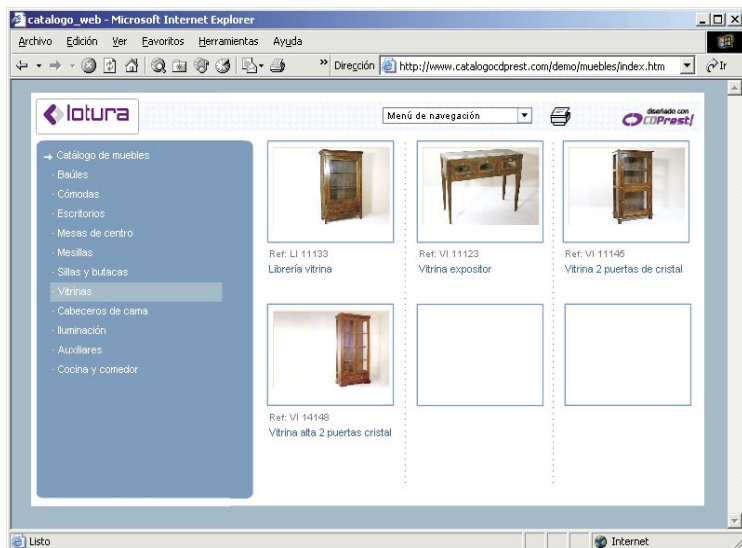 catalogo_web - Microsoft Internet Explorer
Archivo Edición Ver Favoritos Herramientas Ayuda
» Dirección http://www.catalogocdprest.com/demo/muebles/index.htm Ir
lotura
Menú de navegación
diseñado con
CDPrest!
Catálogo de muebles
· Baúles
· Cómodas
· Escritorios
· Mesas de centro
· Mesillas
· Sillas y butacas
· Vitrinas
· Cabeceros de cama
· Iluminación
· Auxiliares
· Cocina y comedor
Ref: LI 11133
Librería vitrina
Ref: VI 11123
Vitrina expositor
Ref: VI 11145
Vitrina 2 puertas de cristal
Ref: VI 14148
Vitrina alta 2 puertas cristal
Listo
Internet